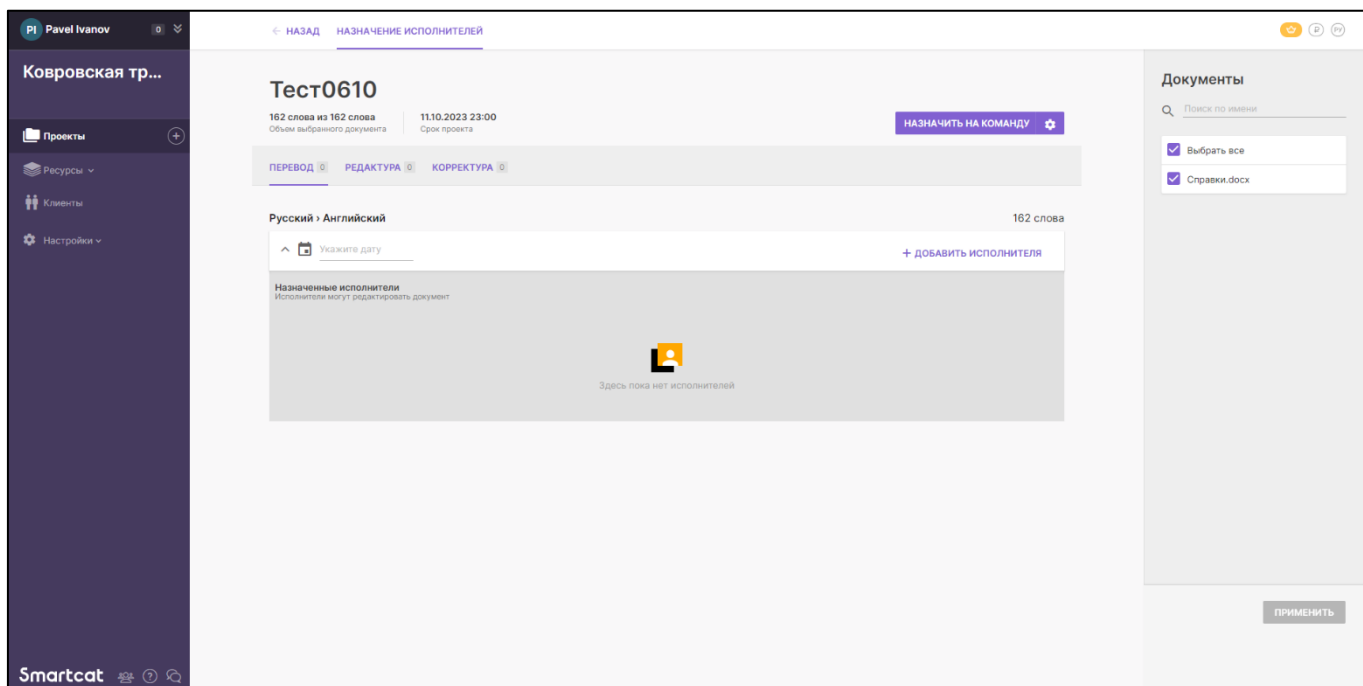 PI Pavel Ivanov 0
Ковровская тр...
Проекты
Ресурсы
Клиенты
Настройки
Smartcat
← НАЗАД НАЗНАЧЕНИЕ ИСПОЛНИТЕЛЕЙ
Тест0610
162 слова из 162 слова 11.10.2023 23:00
Объем выбранного документа Срок проекта
НАЗНАЧИТЬ НА КОМАНДУ
ПЕРЕВОД 0 РЕДАКТУРА 0 КОРРЕКТУРА 0
Русский › Английский 162 слова
Укажите дату + ДОБАВИТЬ ИСПОЛНИТЕЛЯ
Назначенные исполнители
Исполнители могут редактировать документ
Здесь пока нет исполнителей
₽ РУ
Документы
Поиск по имени
Выбрать все
Справки.docx
ПРИМЕНИТЬ